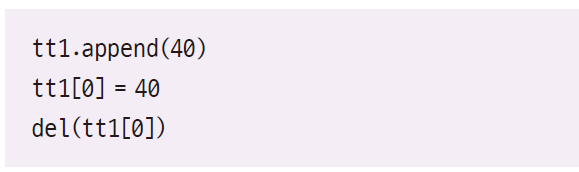 tt1.append(40)
tt1[0] = 40
del(tt1[0])